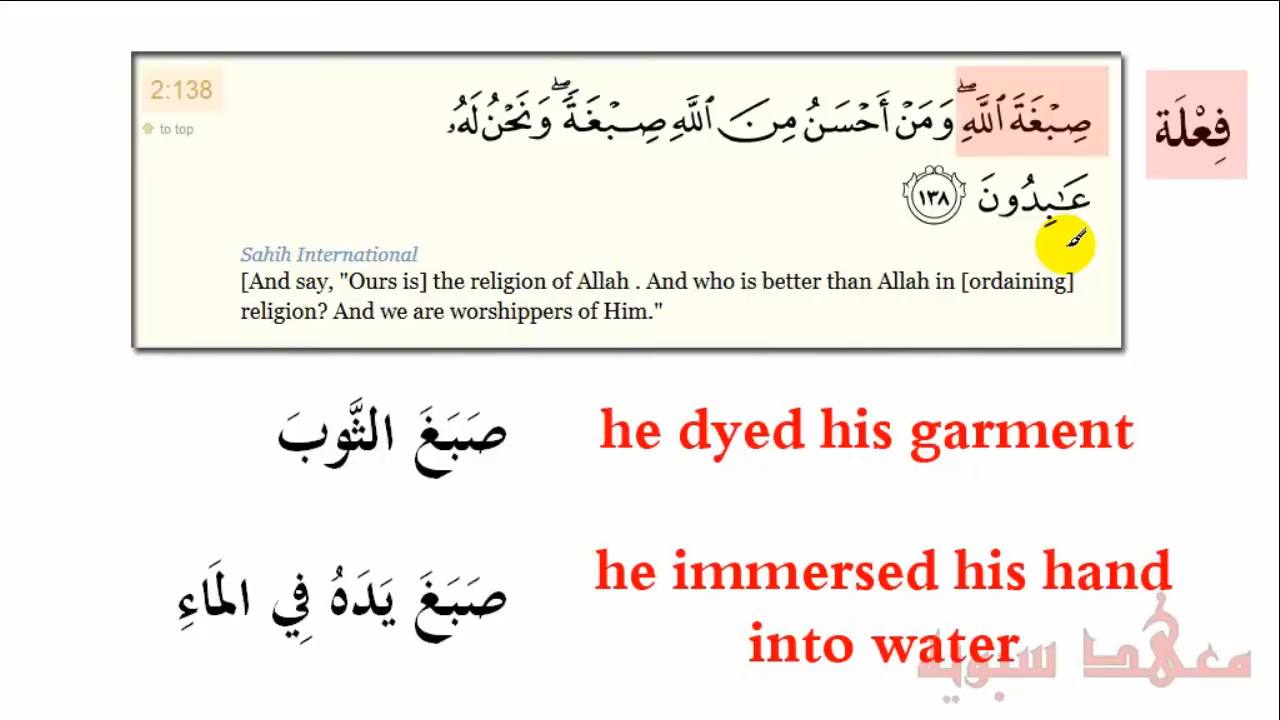 2:138
to top
صِبْغَةَ ٱللَّهِ ۖ وَمَنْ أَحْسَنُ مِنَ ٱللَّهِ صِبْغَةً ۖ وَنَحْنُ لَهُۥ
عَـٰبِدُونَ ١٣٨
فِعْلَة
Sahih International
[And say, "Ours is] the religion of Allah . And who is better than Allah in [ordaining]
religion? And we are worshippers of Him."
صَبَغَ الثَّوبَ
he dyed his garment
صَبَغَ يَدَهُ فِي المَاءِ
he immersed his hand
into water
معهد سيبويه